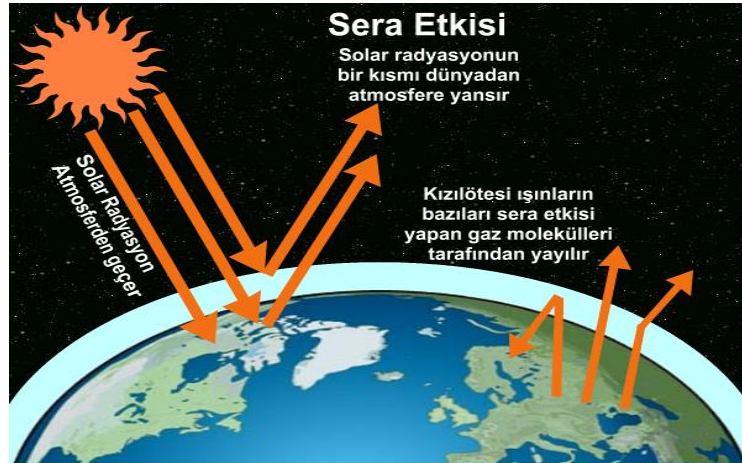 Sera Etkisi
Solar radyasyonun
bir kısmı dünyadan
atmosfere yansır
Solar Radyasyon
Atmosferden geçer
Kızılötesi ışınların
bazıları sera etkisi
yapan gaz molekülleri
tarafından yayılır